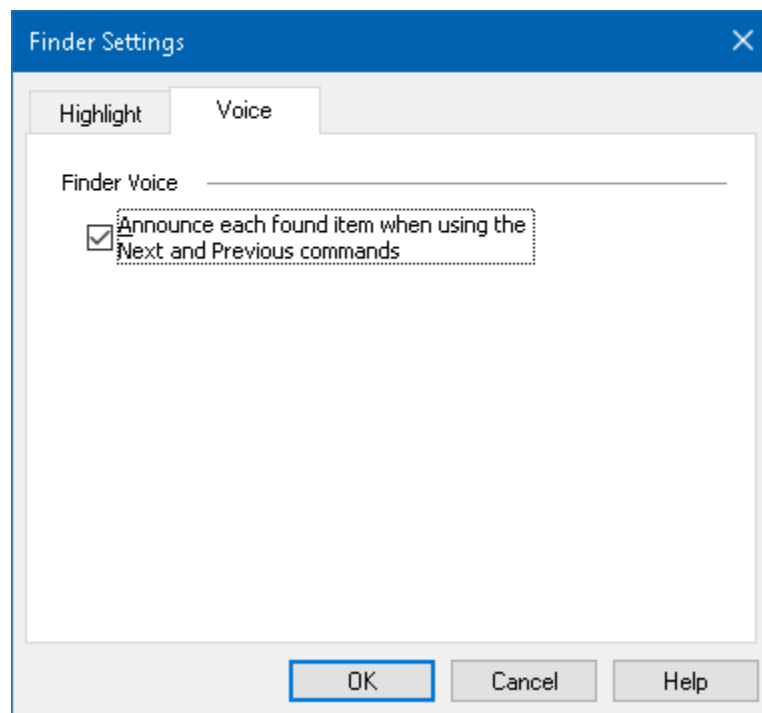 Finder Settings
Highlight
Voice
Finder Voice
Announce each found item when using the
Next and Previous commands
OK
Cancel
Help